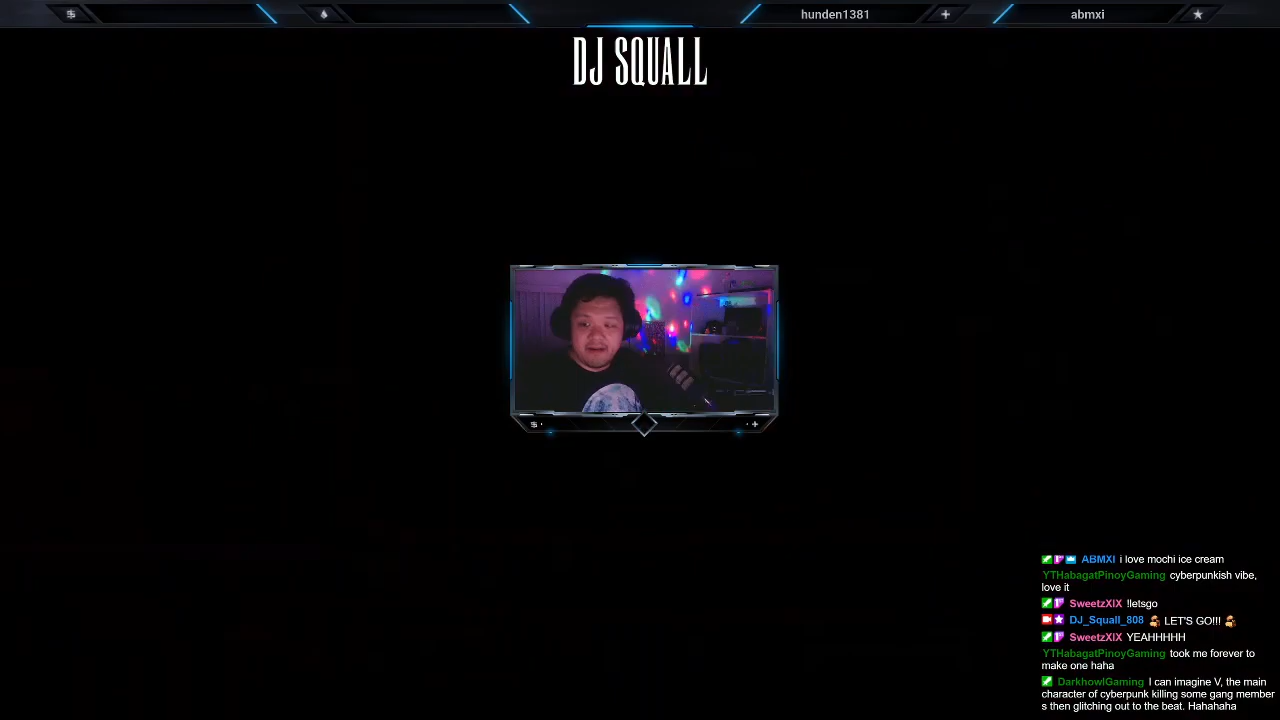 hunden1381
abmxi
DJ SQUALL
ABMXI i love mochi ice cream
YTHabagatPinoyGaming cyberpunkish vibe,
love it
SweetzXIX !letsgo
DJ_Squall_808 LET'S GO!!!
SweetzXIX YEAHHHHH
YTHabagatPinoyGaming took me forever to
make one haha
DarkhowlGaming I can imagine V, the main
character of cyberpunk killing some gang member
s then glitching out to the beat. Hahahaha